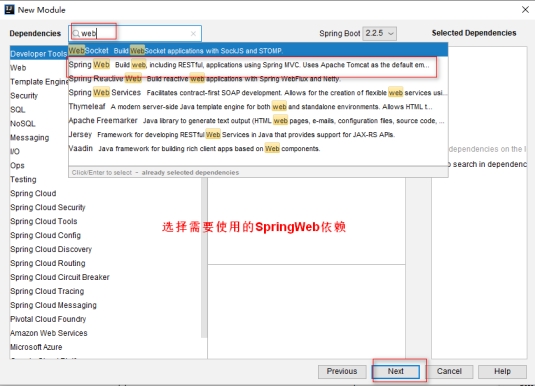 New Module
Dependencies
web
Spring Boot 2.2.5
Selected Dependencies
Developer Tools
WebSocket Build WebSocket applications with SockJS and STOMP.
Web
Spring Web Build web, including RESTful, applications using Spring MVC. Uses Apache Tomcat as the default em...
Template Engine
Spring Reactive Web Build reactive web applications with Spring WebFlux and Netty.
Security
Spring Web Services Facilitates contract-first SOAP development. Allows for the creation of flexible web services usi...
SQL
Thymeleaf A modern server-side Java template engine for both web and standalone environments. Allows HTML t...
NoSQL
Apache Freemarker Java library to generate text output (HTML web pages, e-mails, configuration files, source code, ...
Messaging
Jersey Framework for developing RESTful Web Services in Java that provides support for JAX-RS APIs.
I/O
Vaadin Java framework for building rich client apps based on Web components.
Ops
Testing
Click/Enter to select - already selected dependencies
dependencies on the l
o search in dependenc
Spring Cloud
Spring Cloud Security
Spring Cloud Tools
选择需要使用的SpringWeb依赖
Spring Cloud Config
Spring Cloud Discovery
Spring Cloud Routing
Spring Cloud Circuit Breaker
Spring Cloud Tracing
Spring Cloud Messaging
Pivotal Cloud Foundry
Amazon Web Services
Microsoft Azure
Previous
Next
Cancel
Help